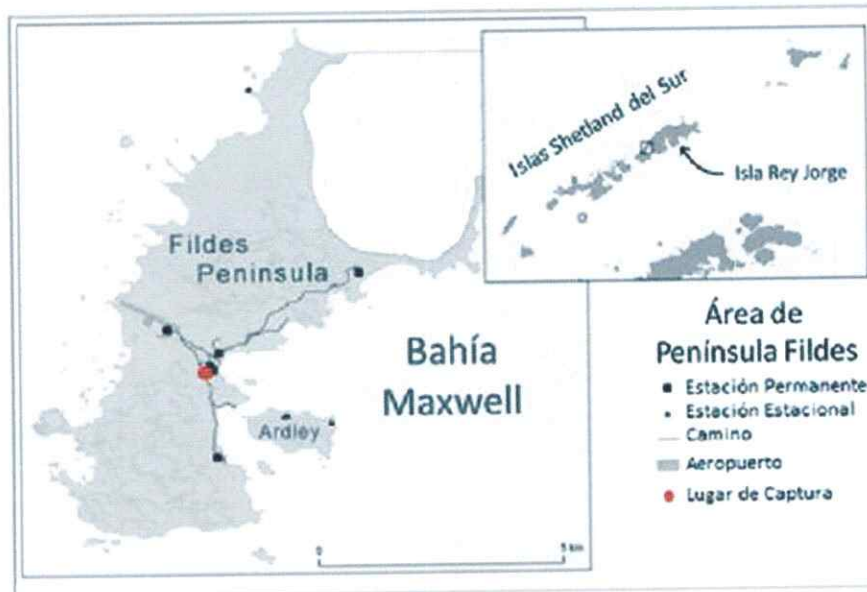 Islas Shetland del Sur
Isla Rey Jorge
Fildes
Peninsula
Bahía
Maxwell
Ardley
0
5 km
Área de
Península Fildes
Estación Permanente
Estación Estacional
Camino
Aeropuerto
Lugar de Captura